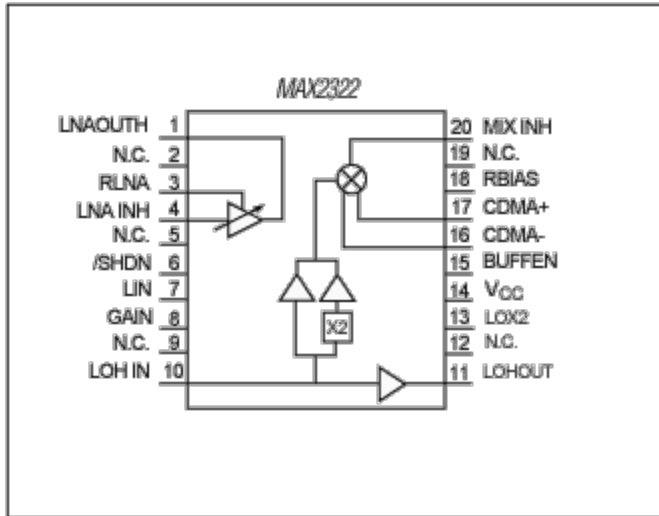 MAX2322
LNAOUTH 1
N.C. 2
RLNA 3
LNA INH 4
N.C. 5
/SHDN 6
LIN 7
GAIN 8
N.C. 9
LOH IN 10
20 MIX INH
19 N.C.
18 RBIAS
17 CDMA+
16 CDMA-
15 BUFFEN
14 VCC
13 LOX2
12 N.C.
11 LOHOUT
X2